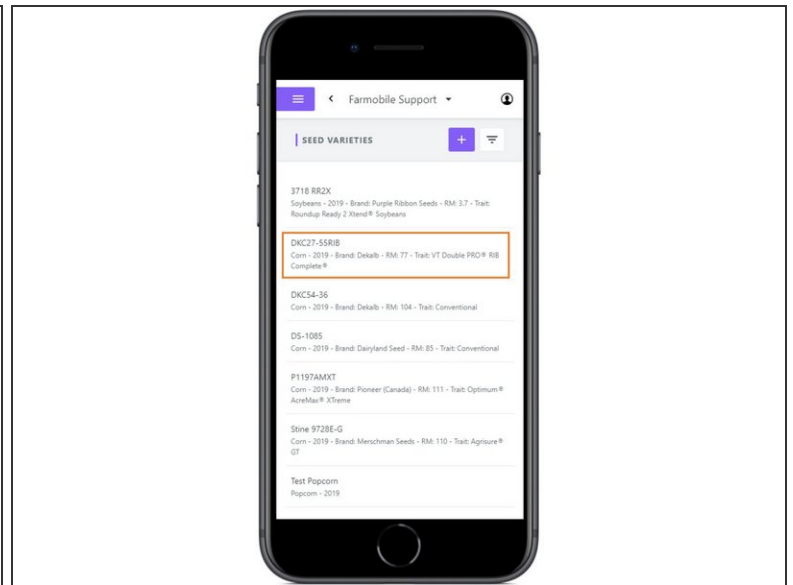 Farmobile Support
SEED VARIETIES
3718 RR2X
Soybeans - 2019 - Brand: Purple Ribbon Seeds - RM: 3.7 - Trait:
Roundup Ready 2 Xtend® Soybeans
DKC27-55RIB
Corn - 2019 - Brand: Dekalb - RM: 77 - Trait: VT Double PRO® RIB
Complete®
DKC54-36
Corn - 2019 - Brand: Dekalb - RM: 104 - Trait: Conventional
DS-1085
Corn - 2019 - Brand: Dairyland Seed - RM: 85 - Trait: Conventional
P1197AMXT
Corn - 2019 - Brand: Pioneer (Canada) - RM: 111 - Trait: Optimum®
AcreMax® XTreme
Stine 9728E-G
Corn - 2019 - Brand: Merschman Seeds - RM: 110 - Trait: Agrisure®
GT
Test Popcorn
Popcorn - 2019